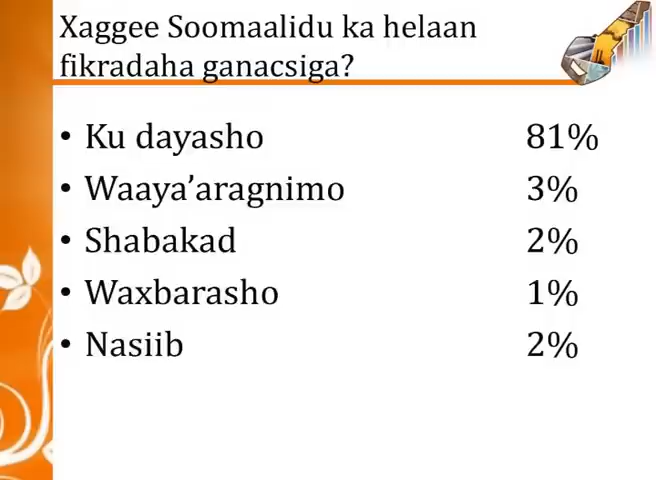 Xaggee Soomaalidu ka helaan
fikradaha ganacsiga?
• Ku dayasho 81%
• Waaya’aragnimo 3%
• Shabakad 2%
• Waxbarasho 1%
• Nasiib 2%